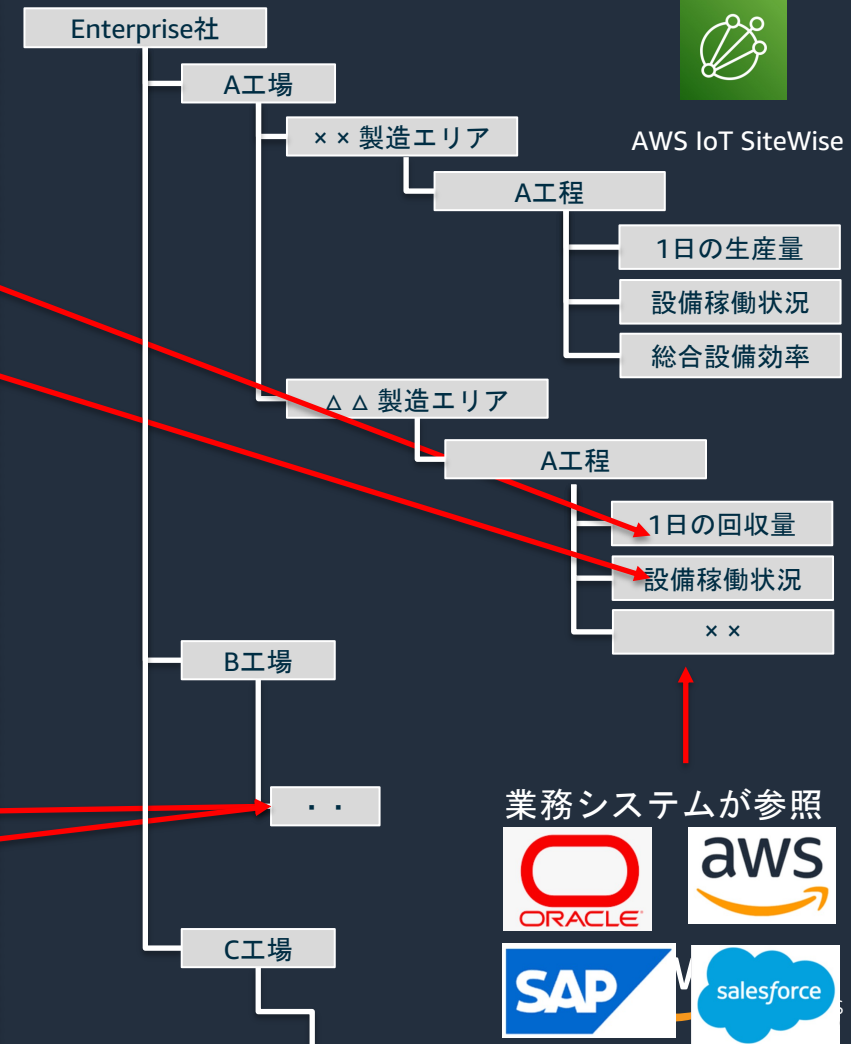 Enterprise社
A工場
××製造エリア
AWS IoT SiteWise
A工程
1日の生産量
設備稼働状況
総合設備効率
△△製造エリア
A工程
1日の回収量
設備稼働状況
××
B工場
・・
業務システムが参照
ORACLE
aws
C工場
SAP
salesforce